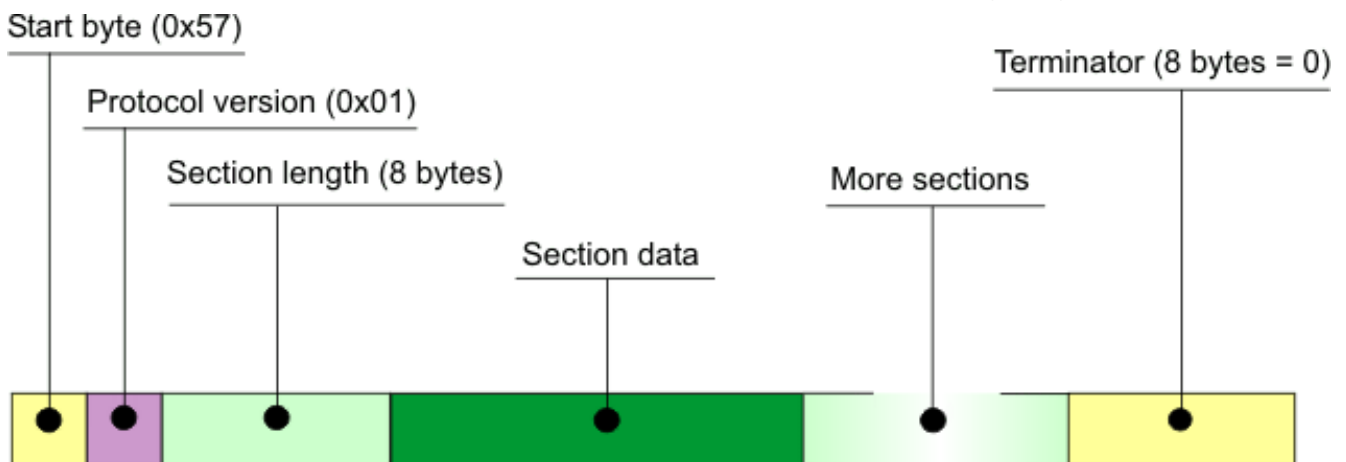 Start byte (0x57)
Terminator (8 bytes = 0)
Protocol version (0x01)
Section length (8 bytes)
More sections
Section data